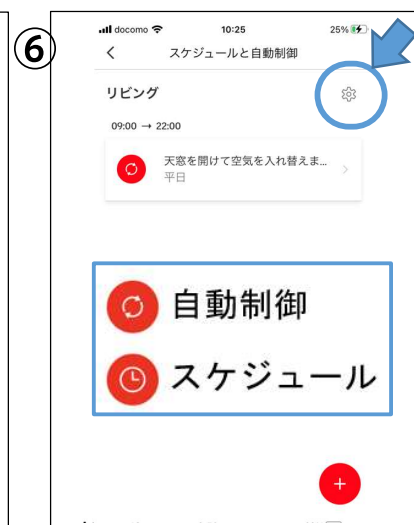 ⑥
docomo 10:25 25%
スケジュールと自動制御
リビング
09:00 → 22:00
天窓を開けて空気を入れ替えま...
平日
自動制御
スケジュール